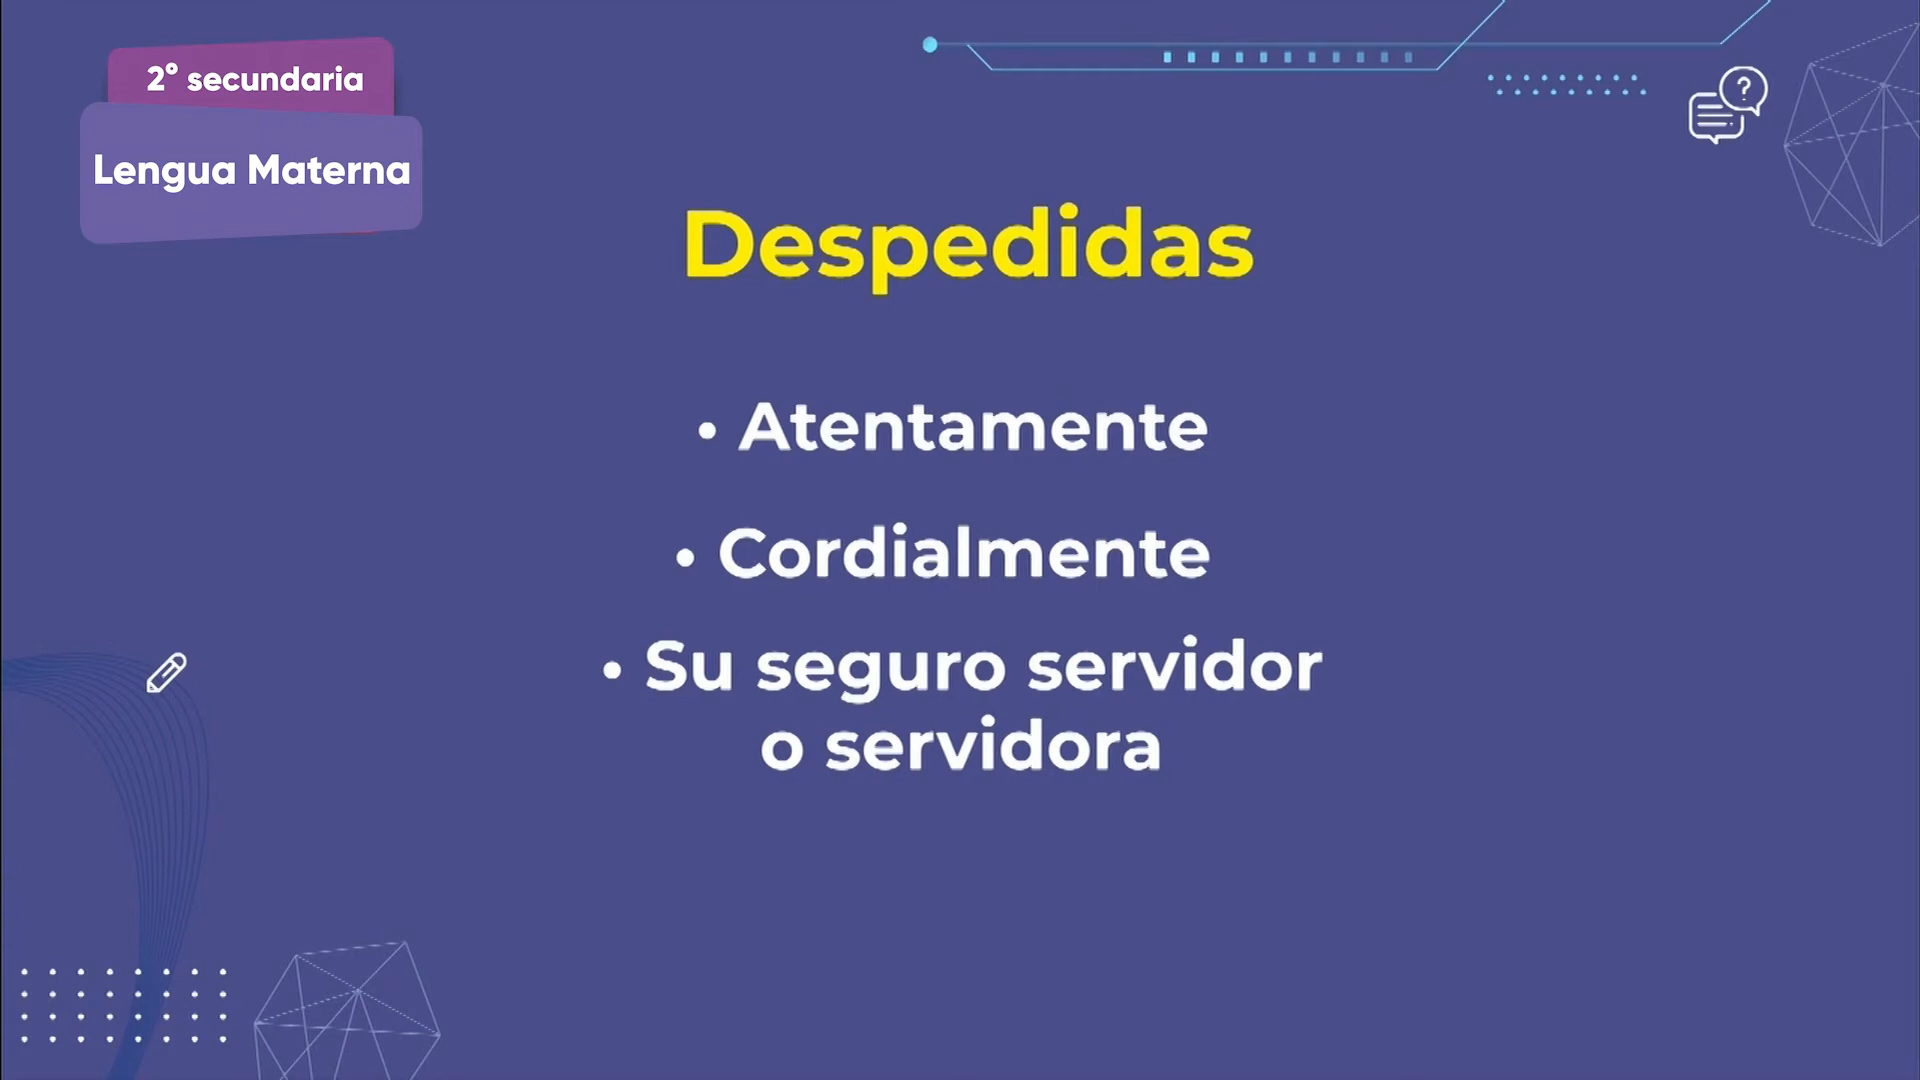 2° secundaria
Lengua Materna
?
Despedidas
• Atentamente
• Cordialmente
• Su seguro servidor
o servidora